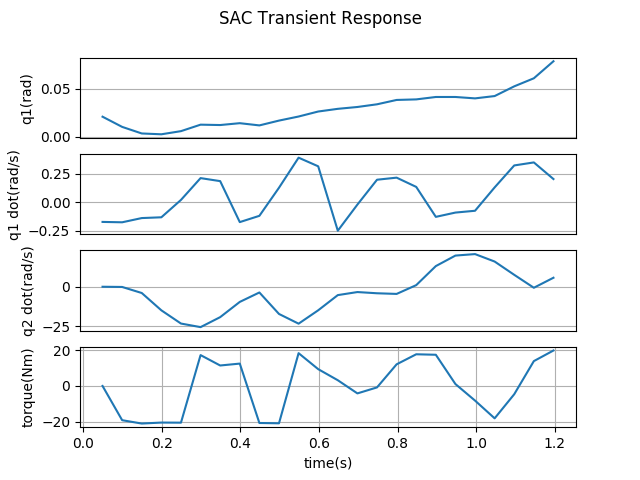 SAC Transient Response
q1(rad)
0.05
0.00
q1 dot(rad/s)
0.25
0.00
−0.25
q2 dot(rad/s)
0
−25
torque(Nm)
20
0
−20
0.0 0.2 0.4 0.6 0.8 1.0 1.2
time(s)